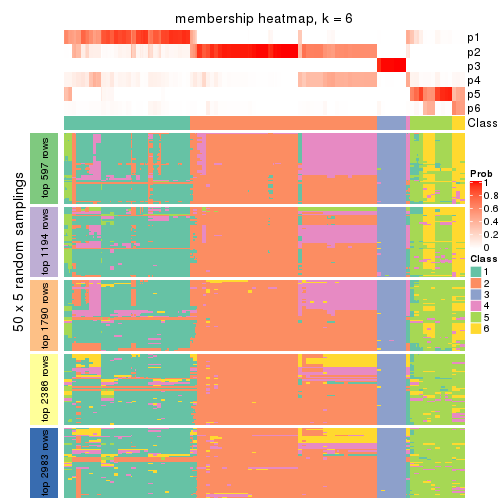 membership heatmap, k = 6
p1
p2
p3
p4
p5
p6
Class
50 x 5 random samplings
top 597 rows
top 1194 rows
top 1790 rows
top 2386 rows
top 2983 rows
Prob
1
0.8
0.6
0.4
0.2
0
Class
1
2
3
4
5
6